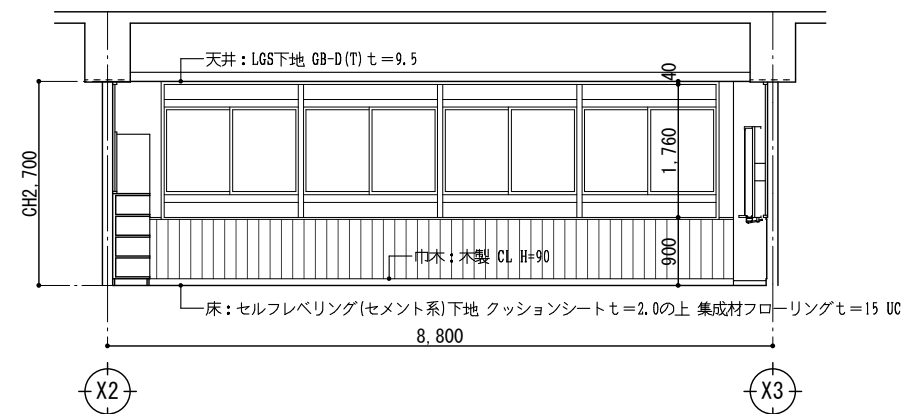 天井：LGS下地 GB-D(T)ｔ＝9.5
40
CH2,700
1,760
900
巾木：木製 CL H=90
床：セルフレベリング(セメント系)下地 クッションシートｔ＝2.0の上 集成材フローリングｔ＝15 UC
8,800
X2
X3